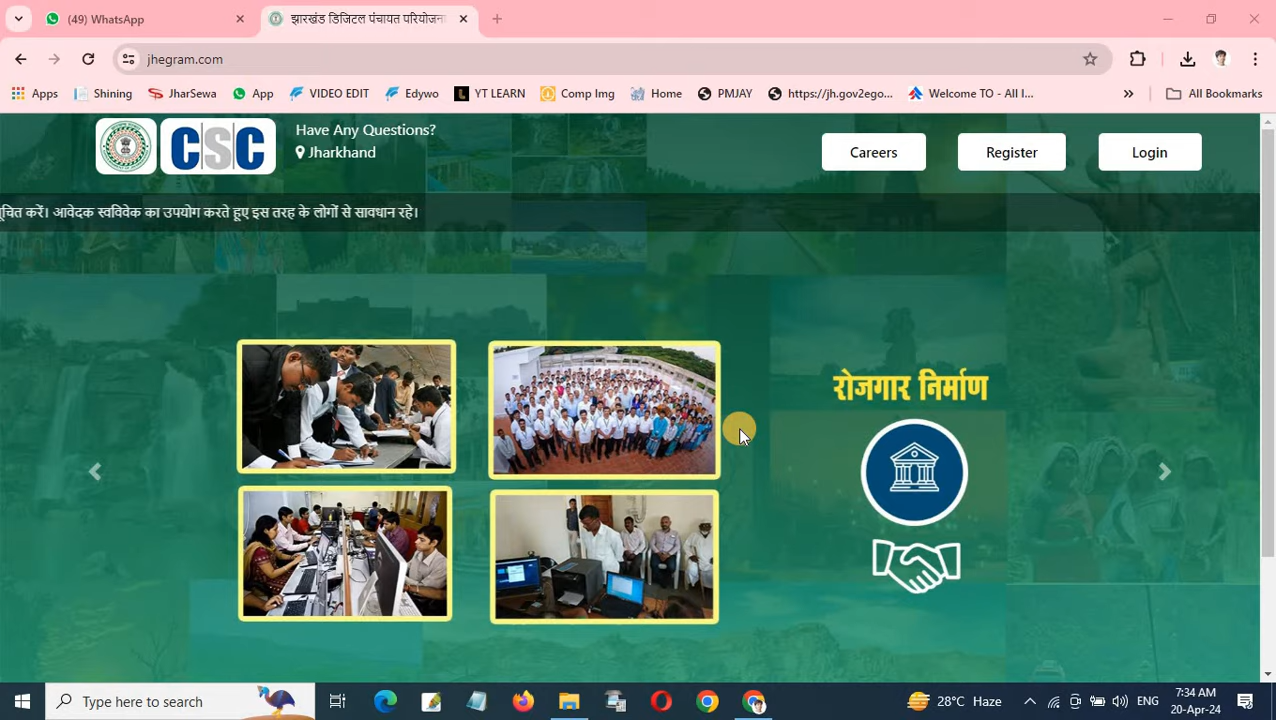 (49) WhatsApp
झारखंड डिजिटल पंचायत परियोजना
jhegram.com
Apps
Shining
JharSewa
App
VIDEO EDIT
Edywo
YT LEARN
Comp Img
Home
PMJAY
https://jh.gov2ego...
Welcome TO - All I...
»
All Bookmarks
CSC
Have Any Questions?
Jharkhand
Careers
Register
Login
करें। आवेदक स्वविवेक का उपयोग करते हूए इस तरह के लोगों से सावधान रहे।
रोजगार निर्माण
Type here to search
28°C Haze
ENG
7:34 AM
20-Apr-24